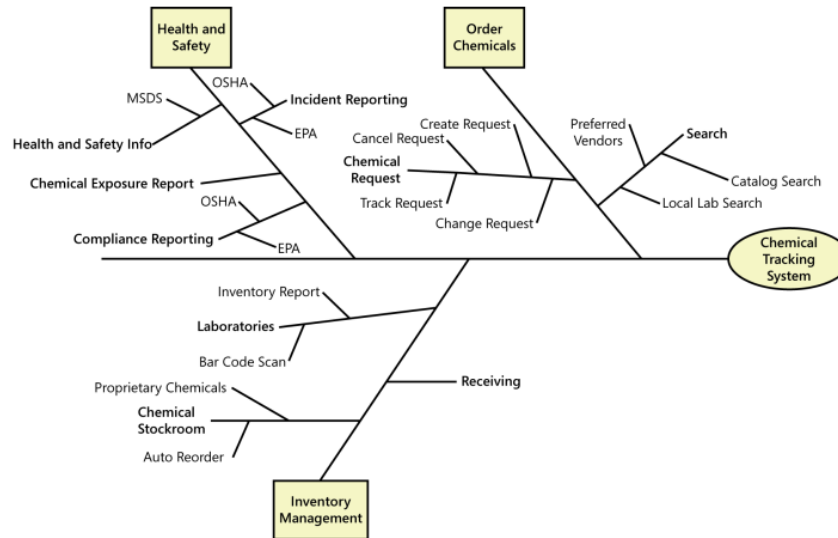 Health and
Safety
Order
Chemicals
OSHA
MSDS
Incident Reporting
EPA
Health and Safety Info
Chemical Exposure Report
OSHA
Compliance Reporting
EPA
Create Request
Cancel Request
Chemical
Request
Track Request
Change Request
Preferred
Vendors
Search
Catalog Search
Local Lab Search
Chemical
Tracking
System
Inventory Report
Laboratories
Bar Code Scan
Receiving
Proprietary Chemicals
Chemical
Stockroom
Auto Reorder
Inventory
Management